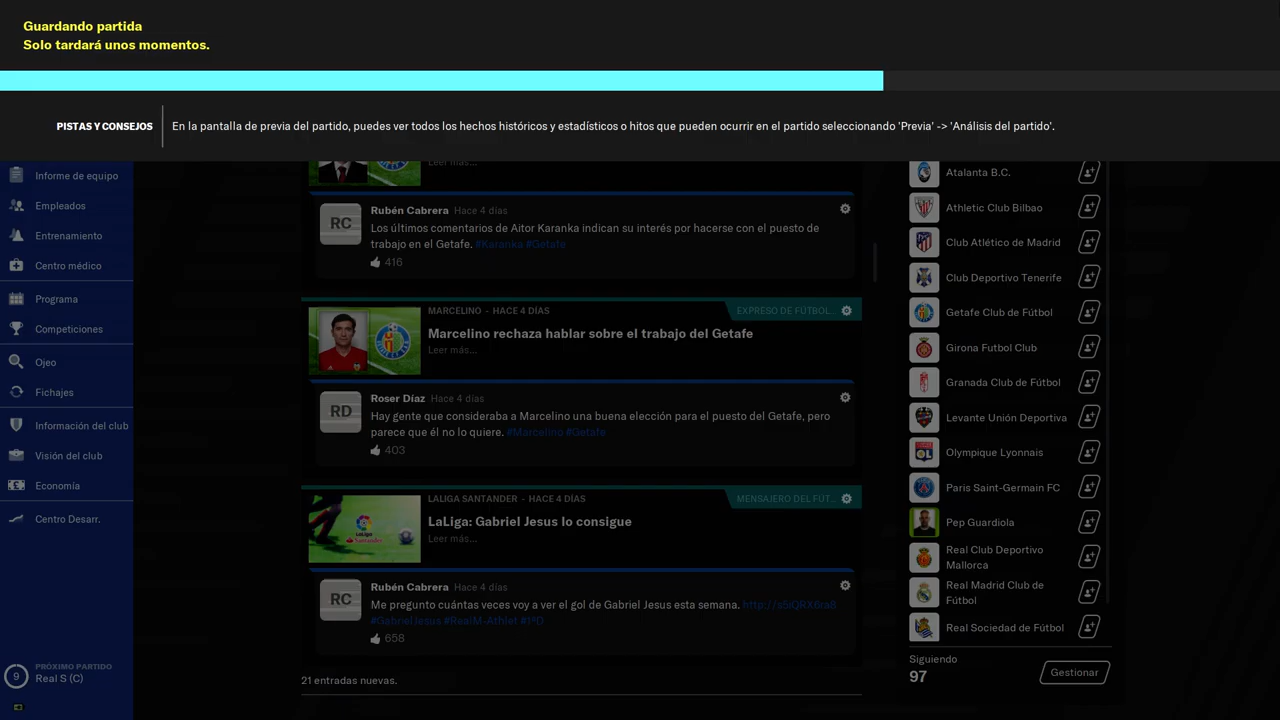 Guardando partida
Solo tardará unos momentos.
PISTAS Y CONSEJOS
En la pantalla de previa del partido, puedes ver todos los hechos históricos y estadísticos o hitos que pueden ocurrir en el partido seleccionando 'Previa' -> 'Análisis del partido'.
Informe de equipo
Empleados
Entrenamiento
Centro médico
Programa
Competiciones
Ojeo
Fichajes
Información del club
Visión del club
Economía
Centro Desarr.
9
PRÓXIMO PARTIDO
Real S (C)
Leer más...
RC
Rubén Cabrera Hace 4 días
Los últimos comentarios de Aitor Karanka indican su interés por hacerse con el puesto de
trabajo en el Getafe. #Karanka #Getafe
416
MARCELINO - HACE 4 DÍAS
EXPRESO DE FÚTBOL...
Marcelino rechaza hablar sobre el trabajo del Getafe
Leer más...
RD
Roser Díaz Hace 4 días
Hay gente que consideraba a Marcelino una buena elección para el puesto del Getafe, pero
parece que él no lo quiere. #Marcelino #Getafe
403
LALIGA SANTANDER - HACE 4 DÍAS
MENSAJERO DEL FÚT...
LaLiga
Santander
LaLiga: Gabriel Jesus lo consigue
Leer más...
RC
Rubén Cabrera Hace 4 días
Me pregunto cuántas veces voy a ver el gol de Gabriel Jesus esta semana.
#GabrielJesus #RealM-Athlet #1ªD
658
21 entradas nuevas.
Atalanta B.C.
Athletic Club Bilbao
Club Atlético de Madrid
Club Deportivo Tenerife
Getafe Club de Fútbol
Girona Futbol Club
Granada Club de Fútbol
Levante Unión Deportiva
Olympique Lyonnais
París Saint-Germain FC
Pep Guardiola
Real Club Deportivo
Mallorca
Real Madrid Club de
Fútbol
Real Sociedad de Fútbol
Siguiendo
97
Gestionar